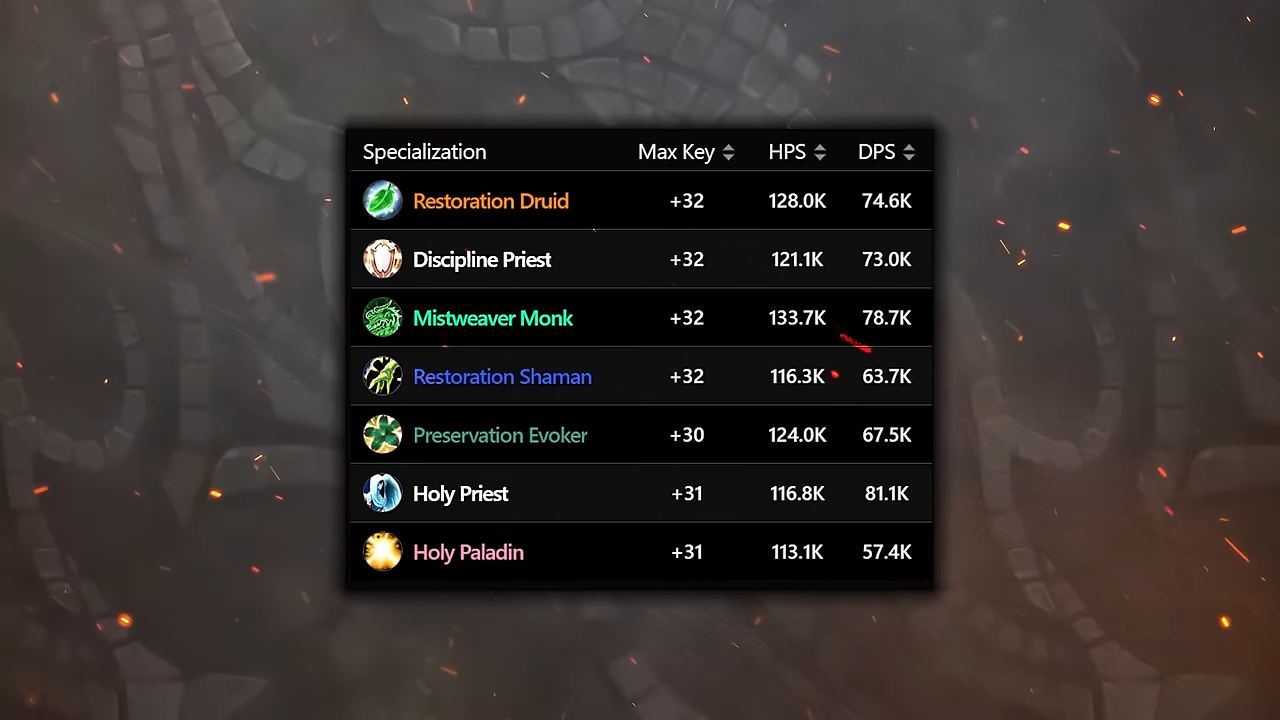 Specialization Max Key HPS DPS
Restoration Druid +32 128.0K 74.6K
Discipline Priest +32 121.1K 73.0K
Mistweaver Monk +32 133.7K 78.7K
Restoration Shaman +32 116.3K 63.7K
Preservation Evoker +30 124.0K 67.5K
Holy Priest +31 116.8K 81.1K
Holy Paladin +31 113.1K 57.4K